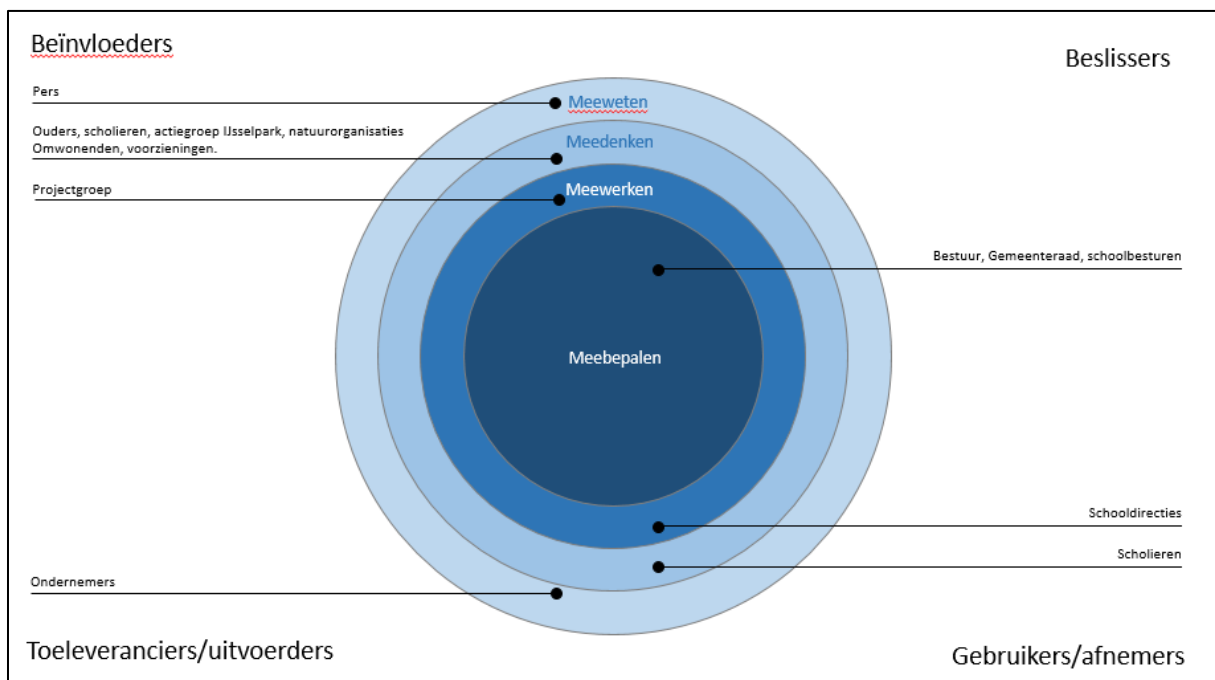 Beïnvloeders
Beslissers
Pers
Meeweten
Ouders, scholieren, actiegroep IJsselpark, natuurorganisaties
Omwonenden, voorzieningen.
Meedenken
Projectgroep
Meewerken
Bestuur, Gemeenteraad, schoolbesturen
Meebepalen
Schooldirecties
Scholieren
Ondernemers
Toeleveranciers/uitvoerders
Gebruikers/afnemers